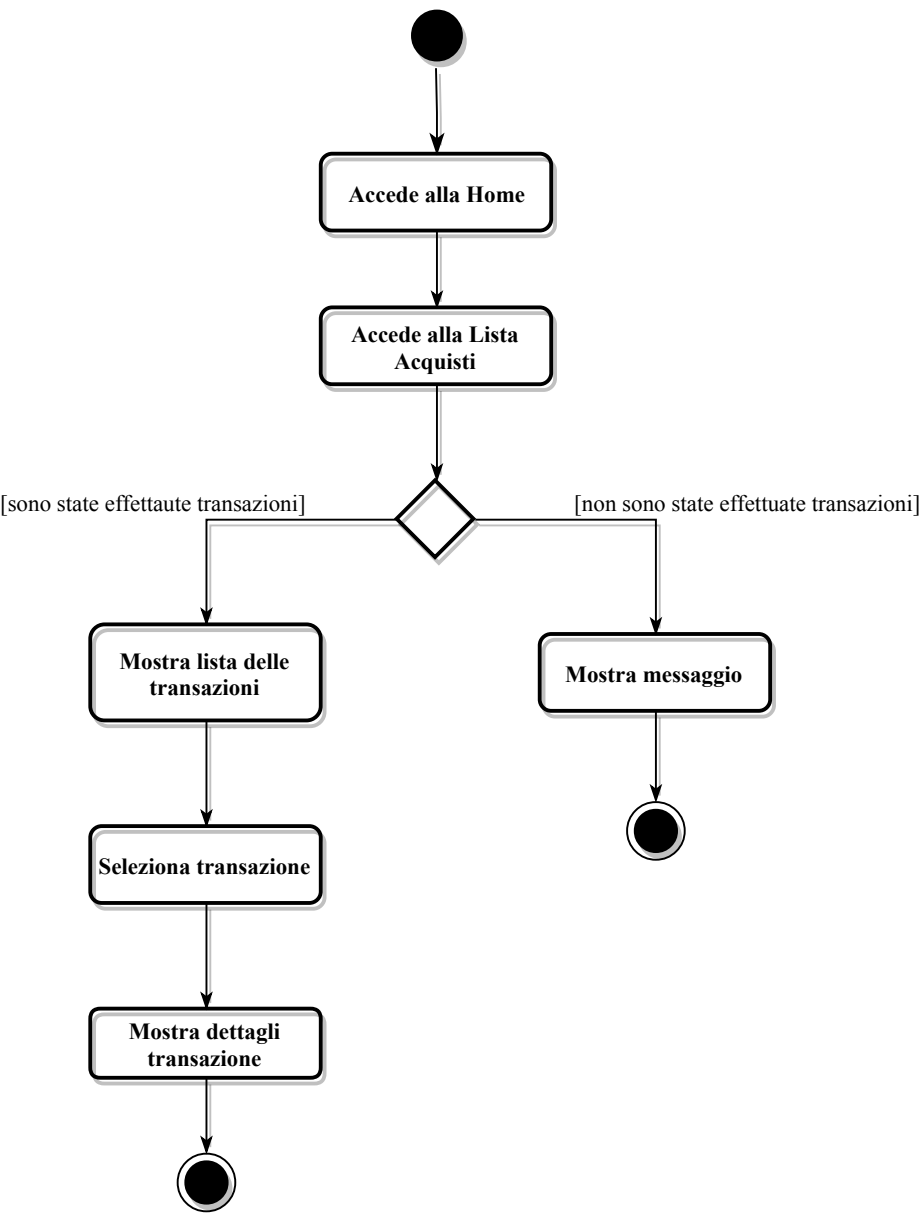 Accede alla Home
Accede alla Lista
Acquisti
[sono state effettaute transazioni]
[non sono state effettuate transazioni]
Mostra lista delle
transazioni
Mostra messaggio
Seleziona transazione
Mostra dettagli
transazione